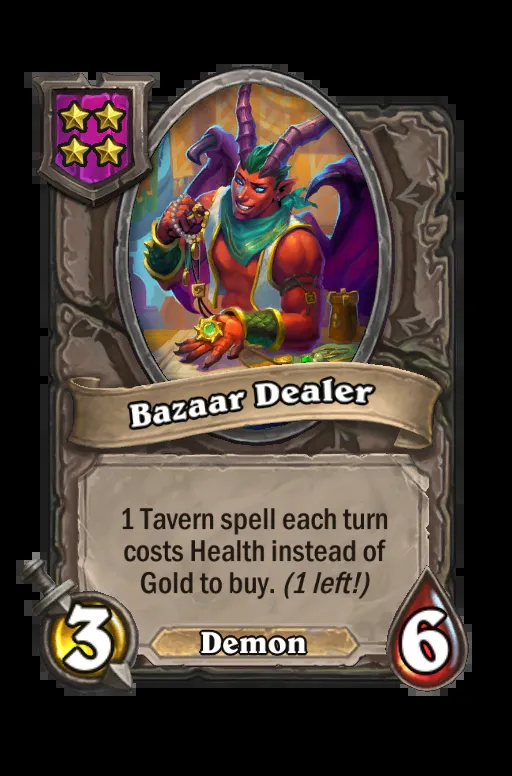 Bazaar Dealer
1 Tavern spell each turn
costs Health instead of
Gold to buy. (1 left!)
3
Demon
6